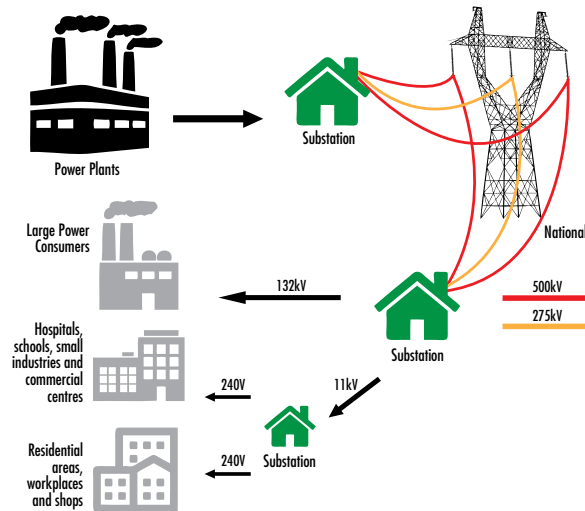 Power Plants
Substation
National
Large Power
Consumers
132kV
500kV
275kV
Substation
Hospitals,
schools, small
industries and
commercial
centres
11kV
240V
Substation
Residential
areas,
workplaces
and shops
240V